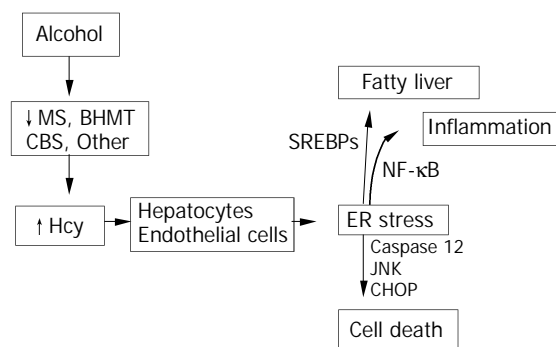 Alcohol
↓ MS, BHMT
CBS, Other
↑ Hcy
Hepatocytes
Endothelial cells
ER stress
SREBPs
Fatty liver
NF-κB
Inflammation
Caspase 12
JNK
CHOP
Cell death